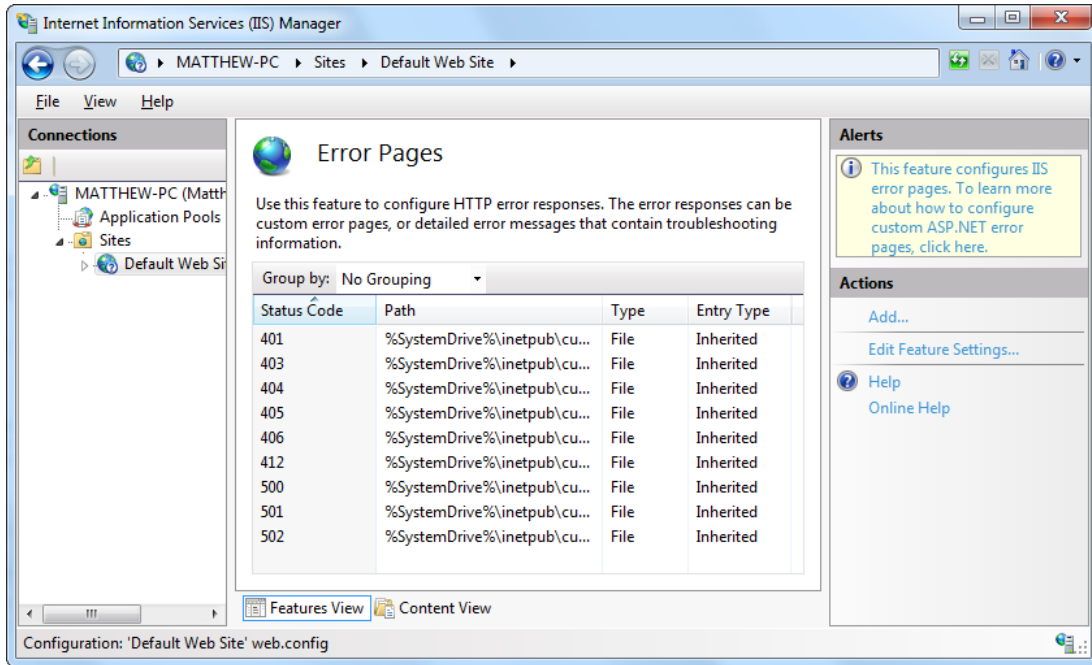 Internet Information Services (IIS) Manager
MATTHEW-PC Sites Default Web Site
File View Help
Connections
MATTHEW-PC (Matth
Application Pools
Sites
Default Web Si
Error Pages
Use this feature to configure HTTP error responses. The error responses can be
custom error pages, or detailed error messages that contain troubleshooting
information.
Group by: No Grouping
Status Code Path Type Entry Type
401 %SystemDrive%\inetpub\cu... File Inherited
403 %SystemDrive%\inetpub\cu... File Inherited
404 %SystemDrive%\inetpub\cu... File Inherited
405 %SystemDrive%\inetpub\cu... File Inherited
406 %SystemDrive%\inetpub\cu... File Inherited
412 %SystemDrive%\inetpub\cu... File Inherited
500 %SystemDrive%\inetpub\cu... File Inherited
501 %SystemDrive%\inetpub\cu... File Inherited
502 %SystemDrive%\inetpub\cu... File Inherited
Features View Content View
Alerts
This feature configures IIS
error pages. To learn more
about how to configure
custom ASP.NET error
pages, click here.
Actions
Add...
Edit Feature Settings...
Help
Online Help
Configuration: 'Default Web Site' web.config